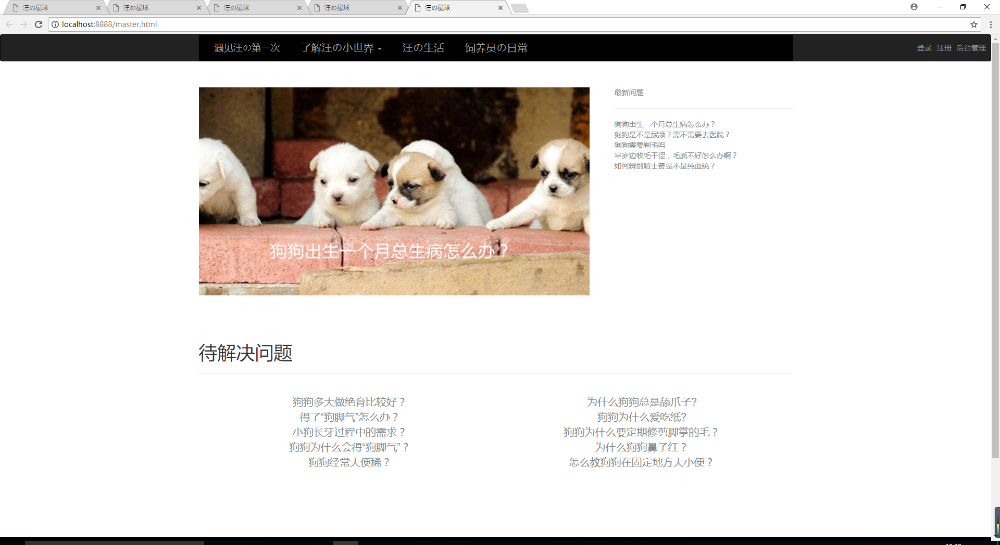 汪の星球
汪の星球
汪の星球
汪の星球
汪の星球
localhost:8888/master.html
遇见汪の第一次
了解汪の小世界
汪の生活
饲养员の日常
登录 注册 后台管理
最新问题
狗狗出生一个月总生病怎么办？
狗狗是不是尿频？需不需要去医院？
狗狗需要剃毛吗
半岁边牧毛干涩，毛质不好怎么办啊？
如何辨别哈士奇是不是纯血统？
狗狗出生一个月总生病怎么办？
待解决问题
狗狗多大做绝育比较好？
得了“狗脚气”怎么办？
小狗长牙过程中的需求？
狗狗为什么会得“狗脚气”？
狗狗经常大便稀？
为什么狗狗总是舔爪子?
狗狗为什么爱吃纸?
狗狗为什么要定期修剪脚掌的毛？
为什么狗狗鼻子红？
怎么教狗狗在固定地方大小便？